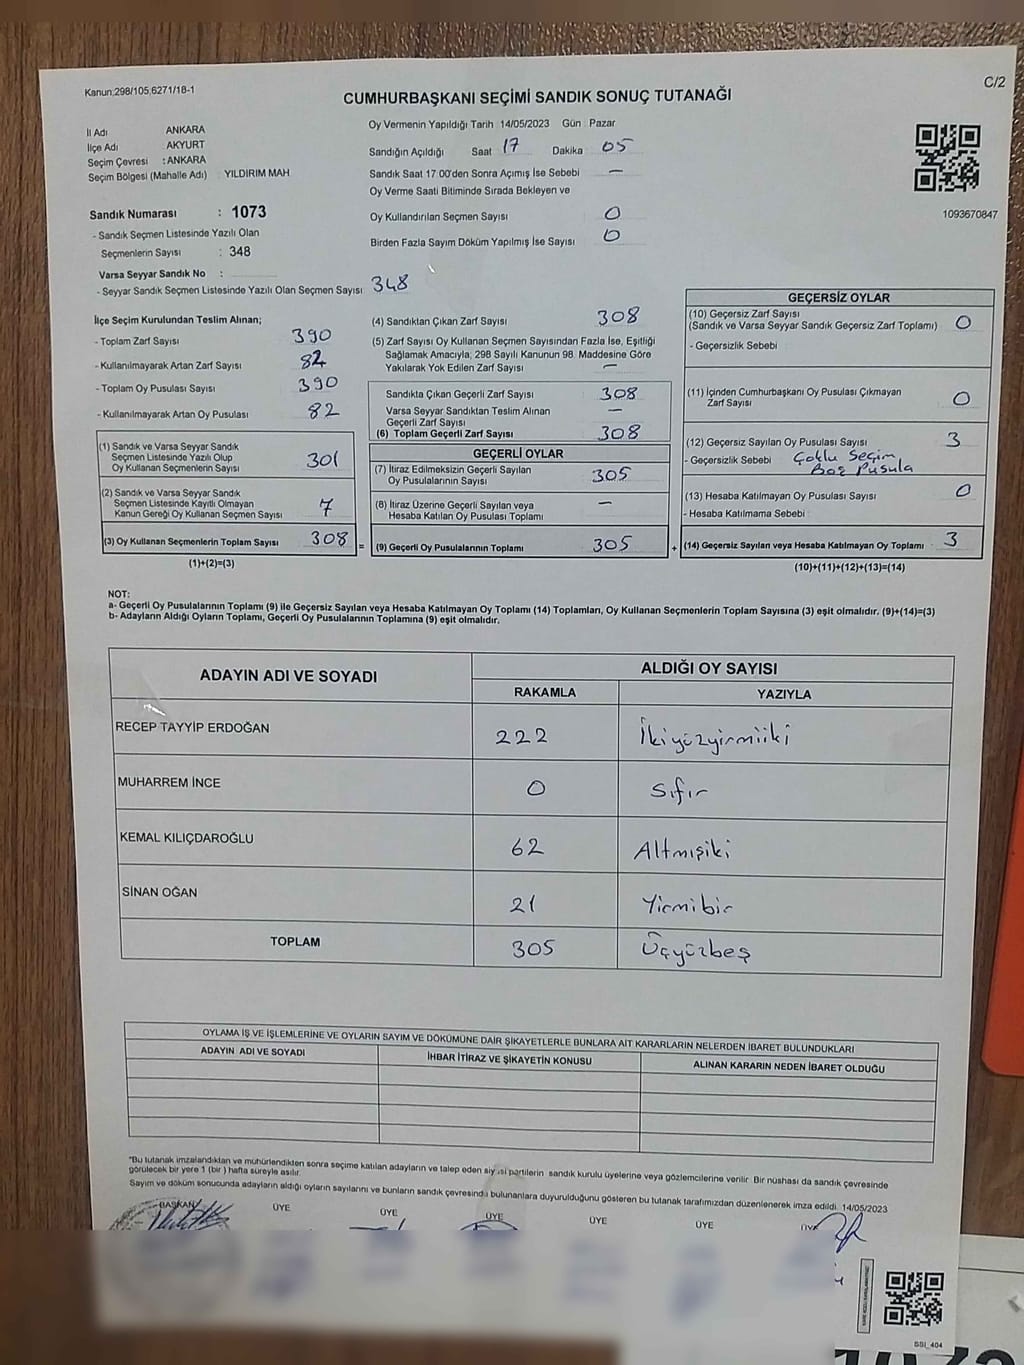 Kanun;298/105,6271/18-1
C/2
CUMHURBAŞKANI SEÇİMİ SANDIK SONUÇ TUTANAĞI
İl Adı ANKARA
İlçe Adı AKYURT
Seçim Çevresi : ANKARA
Seçim Bölgesi (Mahalle Adı) YILDIRIM MAH.
Sandık Numarası : 1073
- Sandık Seçmen Listesinde Yazılı Olan
Seçmenlerin Sayısı : 348
Varsa Seyyar Sandık No :
- Seyyar Sandık Seçmen Listesinde Yazılı Olan Seçmen Sayısı 348
Oy Vermenin Yapıldığı Tarih 14/05/2023 Gün Pazar
Sandığın Açıldığı Saat 17 Dakika 05
Sandık Saat 17:00'den Sonra Açımış İse Sebebi —
Oy Verme Saati Bitiminde Sırada Bekleyen ve
Oy Kullandırılan Seçmen Sayısı 0
Birden Fazla Sayım Döküm Yapılmış İse Sayısı 0
1093670847
İlçe Seçim Kurulundan Teslim Alınan;
- Toplam Zarf Sayısı 390
- Kullanılmayarak Artan Zarf Sayısı 82
- Toplam Oy Pusulası Sayısı 390
- Kullanılmayarak Artan Oy Pusulası 82
(1) Sandık ve Varsa Seyyar Sandık
Seçmen Listesinde Yazılı Olup
Oy Kullanan Seçmenlerin Sayısı 301
(2) Sandık ve Varsa Seyyar Sandık
Seçmen Listesinde Kayıtlı Olmayan
Kanun Gereği Oy Kullanan Seçmen Sayısı 7
(3) Oy Kullanan Seçmenlerin Toplam Sayısı 308 =
(1)+(2)=(3)
(4) Sandıktan Çıkan Zarf Sayısı 308
(5) Zarf Sayısı Oy Kullanan Seçmen Sayısından Fazla İse, Eşitliği
Sağlamak Amacıyla; 298 Sayılı Kanunun 98. Maddesine Göre
Yakılarak Yok Edilen Zarf Sayısı —
Sandıkta Çıkan Geçerli Zarf Sayısı 308
Varsa Seyyar Sandıktan Teslim Alınan
Geçerli Zarf Sayısı —
(6) Toplam Geçerli Zarf Sayısı 308
GEÇERLİ OYLAR
(7) İtiraz Edilmeksizin Geçerli Sayılan
Oy Pusulalarının Sayısı 305
(8) İtiraz Üzerine Geçerli Sayılan veya
Hesaba Katılan Oy Pusulası Toplamı —
(9) Geçerli Oy Pusulalarının Toplamı 305 +
GEÇERSİZ OYLAR
(10) Geçersiz Zarf Sayısı
(Sandık ve Varsa Seyyar Sandık Geçersiz Zarf Toplamı) 0
- Geçersizlik Sebebi
(11) İçinden Cumhurbaşkanı Oy Pusulası Çıkmayan
Zarf Sayısı 0
(12) Geçersiz Sayılan Oy Pusulası Sayısı 3
- Geçersizlik Sebebi Çoklu Seçim
Boş Pusula
(13) Hesaba Katılmayan Oy Pusulası Sayısı 0
- Hesaba Katılmama Sebebi
(14) Geçersiz Sayılan veya Hesaba Katılmayan Oy Toplamı 3
(10)+(11)+(12)+(13)=(14)
NOT:
a- Geçerli Oy Pusulalarının Toplamı (9) ile Geçersiz Sayılan veya Hesaba Katılmayan Oy Toplamı (14) Toplamları, Oy Kullanan Seçmenlerin Toplam Sayısına (3) eşit olmalıdır. (9)+(14)=(3)
b- Adayların Aldığı Oyların Toplamı, Geçerli Oy Pusulalarının Toplamına (9) eşit olmalıdır.
ADAYIN ADI VE SOYADI ALDIĞI OY SAYISI
RAKAMLA YAZIYLA
RECEP TAYYİP ERDOĞAN 222 İkiyüzyirmiiki
MUHARREM İNCE 0 Sıfır
KEMAL KILIÇDAROĞLU 62 Altmışiki
SİNAN OĞAN 21 Yirmibir
TOPLAM 305 Üçyüzbeş
OYLAMA İŞ VE İŞLEMLERİNE VE OYLARIN SAYIM VE DÖKÜMÜNE DAİR ŞİKAYETLERLE BUNLARA AİT KARARLARIN NELERDEN İBARET BULUNDUKLARI
ADAYIN ADI VE SOYADI İHBAR İTİRAZ VE ŞİKAYETİN KONUSU ALINAN KARARIN NEDEN İBARET OLDUĞU
"Bu tutanak imzalandıktan ve mühürlendikten sonra seçime katılan adayların ve talep eden siyasi partilerin sandık kurulu üyelerine veya gözlemcilerine verilir. Bir nüshası da sandık çevresinde
görülecek bir yere 1 (bir ) hafta süreyle asılır.
Sayım ve döküm sonucunda adayların aldığı oyların sayılarını ve bunların sandık çevresinde bulunanlara duyurulduğunu gösteren bu tutanak tarafımızdan düzenlenerek imza edildi. 14/05/2023
BAŞKAN ÜYE ÜYE ÜYE ÜYE ÜYE ÜYE
SSI_404